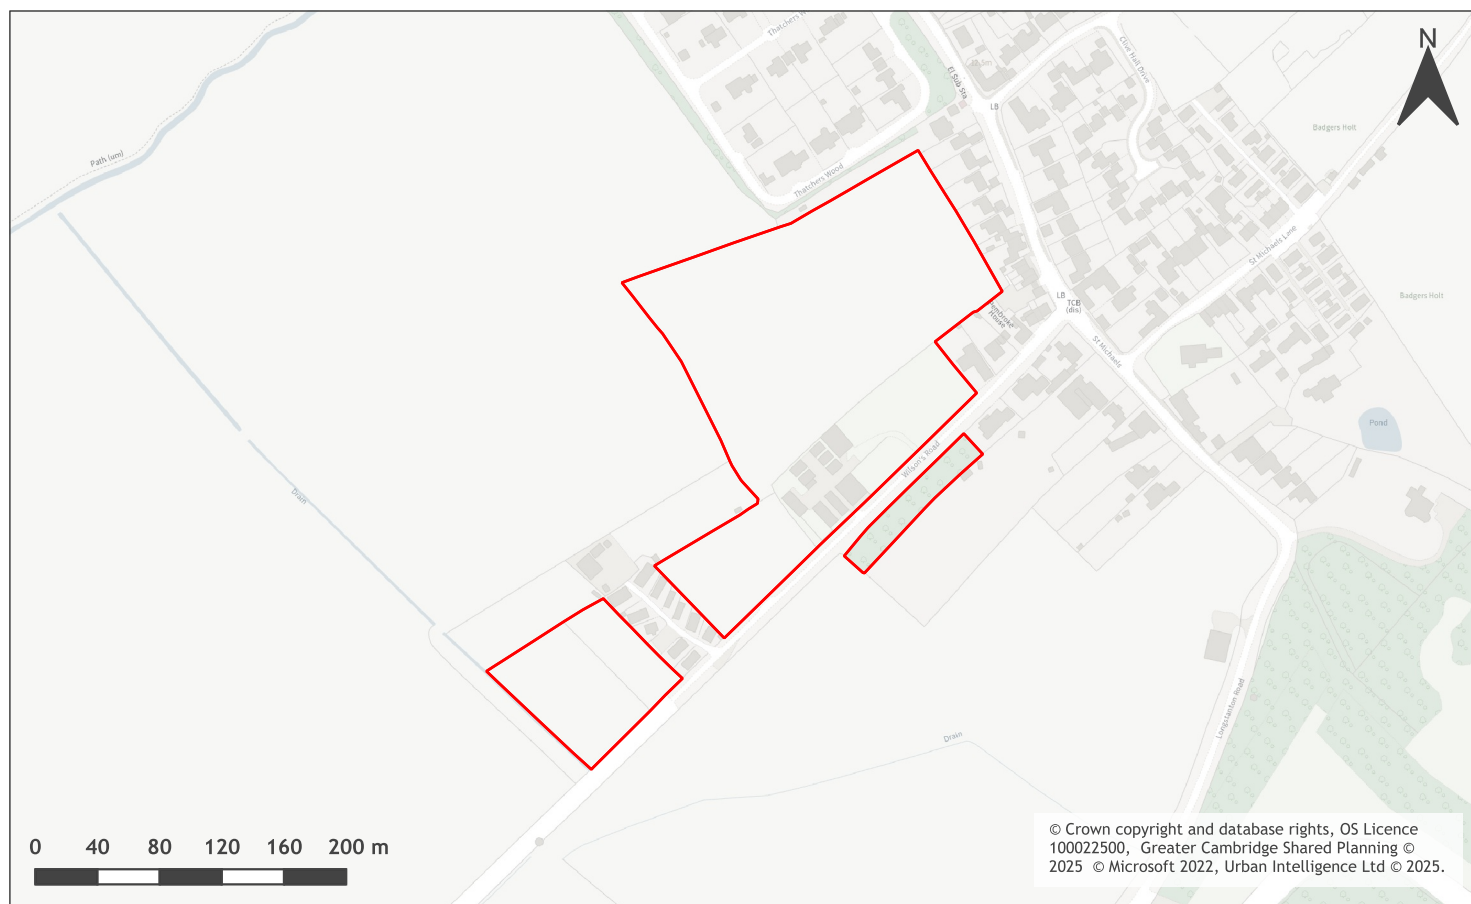 Thatchers W
Clive Hall Drive
N
El Sub Sta
LB
Badgers Holt
Path (um)
Thatchers Wood
St Michaels Lane
LB
TCB
(dis)
Badgers Holt
House
St Michaels
Pond
Wilson's Road
Drain
Longstanton Road
Drain
0 40 80 120 160 200 m
© Crown copyright and database rights, OS Licence
100022500, Greater Cambridge Shared Planning ©
2025 © Microsoft 2022, Urban Intelligence Ltd © 2025.